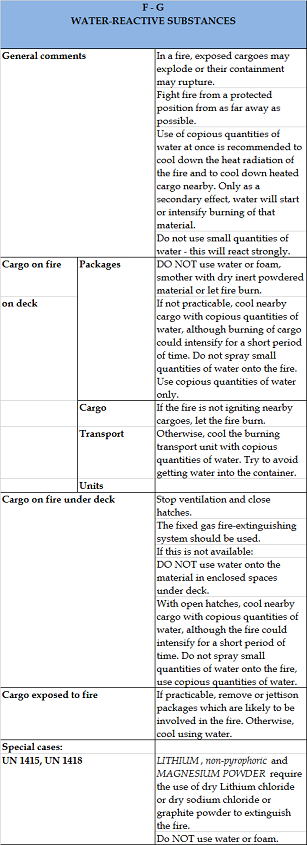 F - G
WATER-REACTIVE SUBSTANCES
General comments
In a fire, exposed cargoes may
explode or their containment
may rupture.
Fight fire from a protected
position from as far away as
possible.
Use of copious quantities of
water at once is recommended to
cool down the heat radiation of
the fire and to cool down heated
cargo nearby. Only as a
secondary effect, water will start
or intensify burning of that
material.
Do not use small quantities of
water - this will react strongly.
Cargo on fire
on deck
Packages
DO NOT use water or foam,
smother with dry inert powdered
material or let fire burn.
If not practicable, cool nearby
cargo with copious quantities of
water, although burning of cargo
could intensify for a short period
of time. Do not spray small
quantities of water onto the fire.
Use copious quantities of water
only.
Cargo
Transport
Units
If the fire is not igniting nearby
cargoes, let the fire burn.
Otherwise, cool the burning
transport unit with copious
quantities of water. Try to avoid
getting water into the container.
Cargo on fire under deck
Stop ventilation and close
hatches.
The fixed gas fire-extinguishing
system should be used.
If this is not available:
DO NOT use water onto the
material in enclosed spaces
under deck.
With open hatches, cool nearby
cargo with copious quantities of
water, although the fire could
intensify for a short period of
time. Do not spray small
quantities of water onto the fire,
use copious quantities of water.
Cargo exposed to fire
If practicable, remove or jettison
packages which are likely to be
involved in the fire. Otherwise,
cool using water.
Special cases:
UN 1415, UN 1418
LITHIUM , non-pyrophoric and
MAGNESIUM POWDER require
the use of dry Lithium chloride
or dry sodium chloride or
graphite powder to extinguish
the fire.
Do NOT use water or foam.